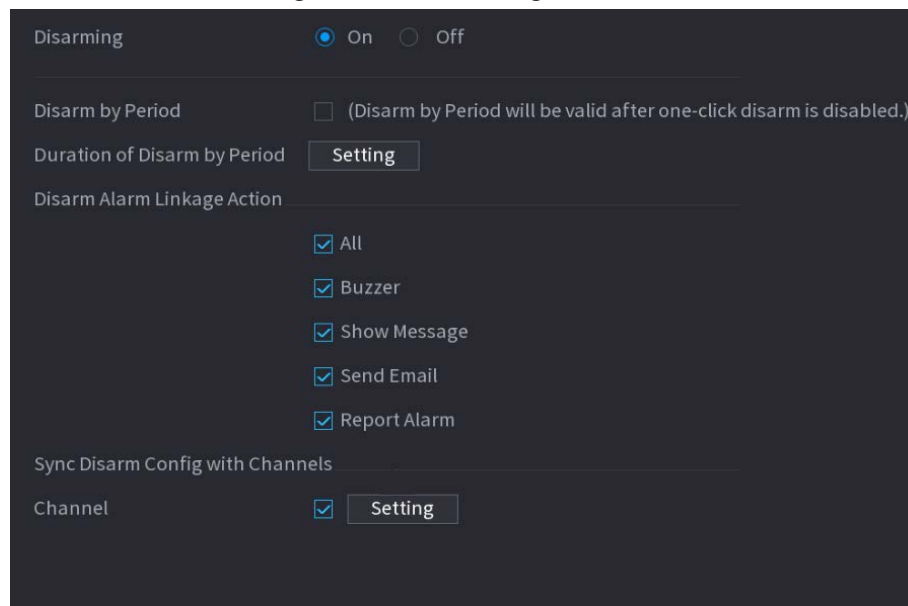 Disarming On Off
Disarm by Period (Disarm by Period will be valid after one-click disarm is disabled.)
Duration of Disarm by Period Setting
Disarm Alarm Linkage Action
All
Buzzer
Show Message
Send Email
Report Alarm
Sync Disarm Config with Channels
Channel Setting